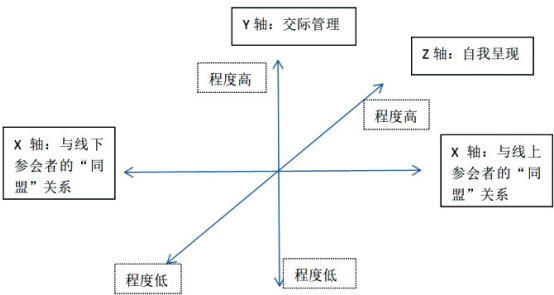 Y 轴：交际管理
Z 轴：自我呈现
程度高
程度高
X 轴：与线下
参会者的“同
盟”关系
X 轴：与线上
参会者的“同
盟”关系
程度低
程度低